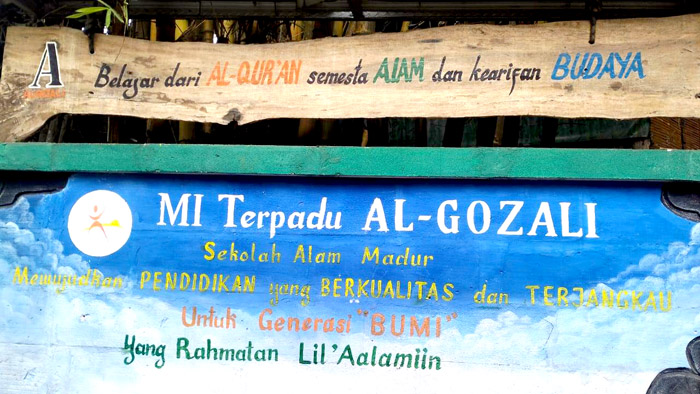 A
Belajar dari AL-QUR'AN semesta ALAM dan kearifan BUDAYA
MI Terpadu AL-GOZALI
Sekolah Alam Madur
Mewujudkan PENDIDIKAN yang BERKUALITAS dan TERJANGKAU
Untuk Generasi "BUMI"
Yang Rahmatan Lil'Aalamiin